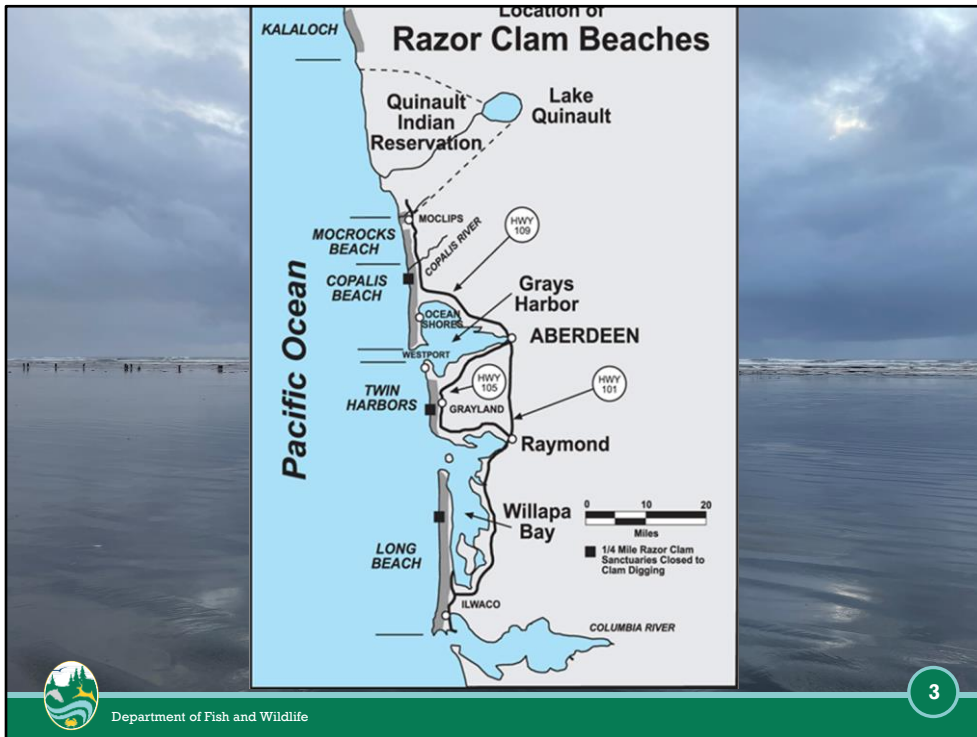 Location of
Razor Clam Beaches
KALALOCH
Quinault
Indian
Reservation
Lake
Quinault
MOCLIPS
MOCROCKS
BEACH
COPALIS RIVER
HWY
109
COPALIS
BEACH
Grays
Harbor
OCEAN
SHORES
ABERDEEN
Pacific Ocean
WESTPORT
TWIN
HARBORS
HWY
105
HWY
101
GRAYLAND
Raymond
Willapa
Bay
0 10 20
Miles
1/4 Mile Razor Clam
Sanctuaries Closed to
Clam Digging
LONG
BEACH
ILWACO
COLUMBIA RIVER
Department of Fish and Wildlife
3